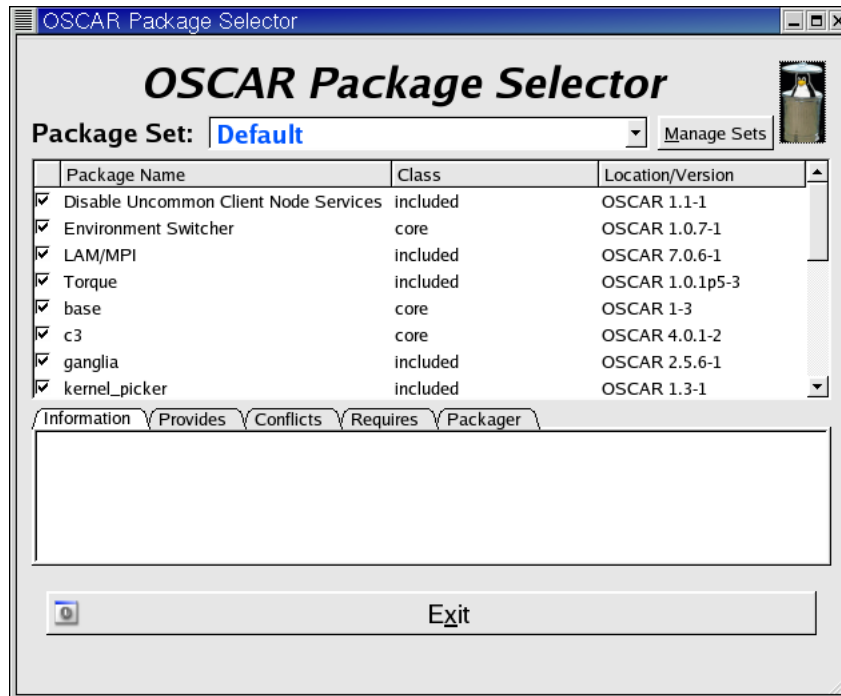 OSCAR Package Selector
OSCAR Package Selector
Package Set: Default Manage Sets
Package Name Class Location/Version
Disable Uncommon Client Node Services included OSCAR 1.1-1
Environment Switcher core OSCAR 1.0.7-1
LAM/MPI included OSCAR 7.0.6-1
Torque included OSCAR 1.0.1p5-3
base core OSCAR 1-3
c3 core OSCAR 4.0.1-2
ganglia included OSCAR 2.5.6-1
kernel_picker included OSCAR 1.3-1
Information Provides Conflicts Requires Packager
Exit